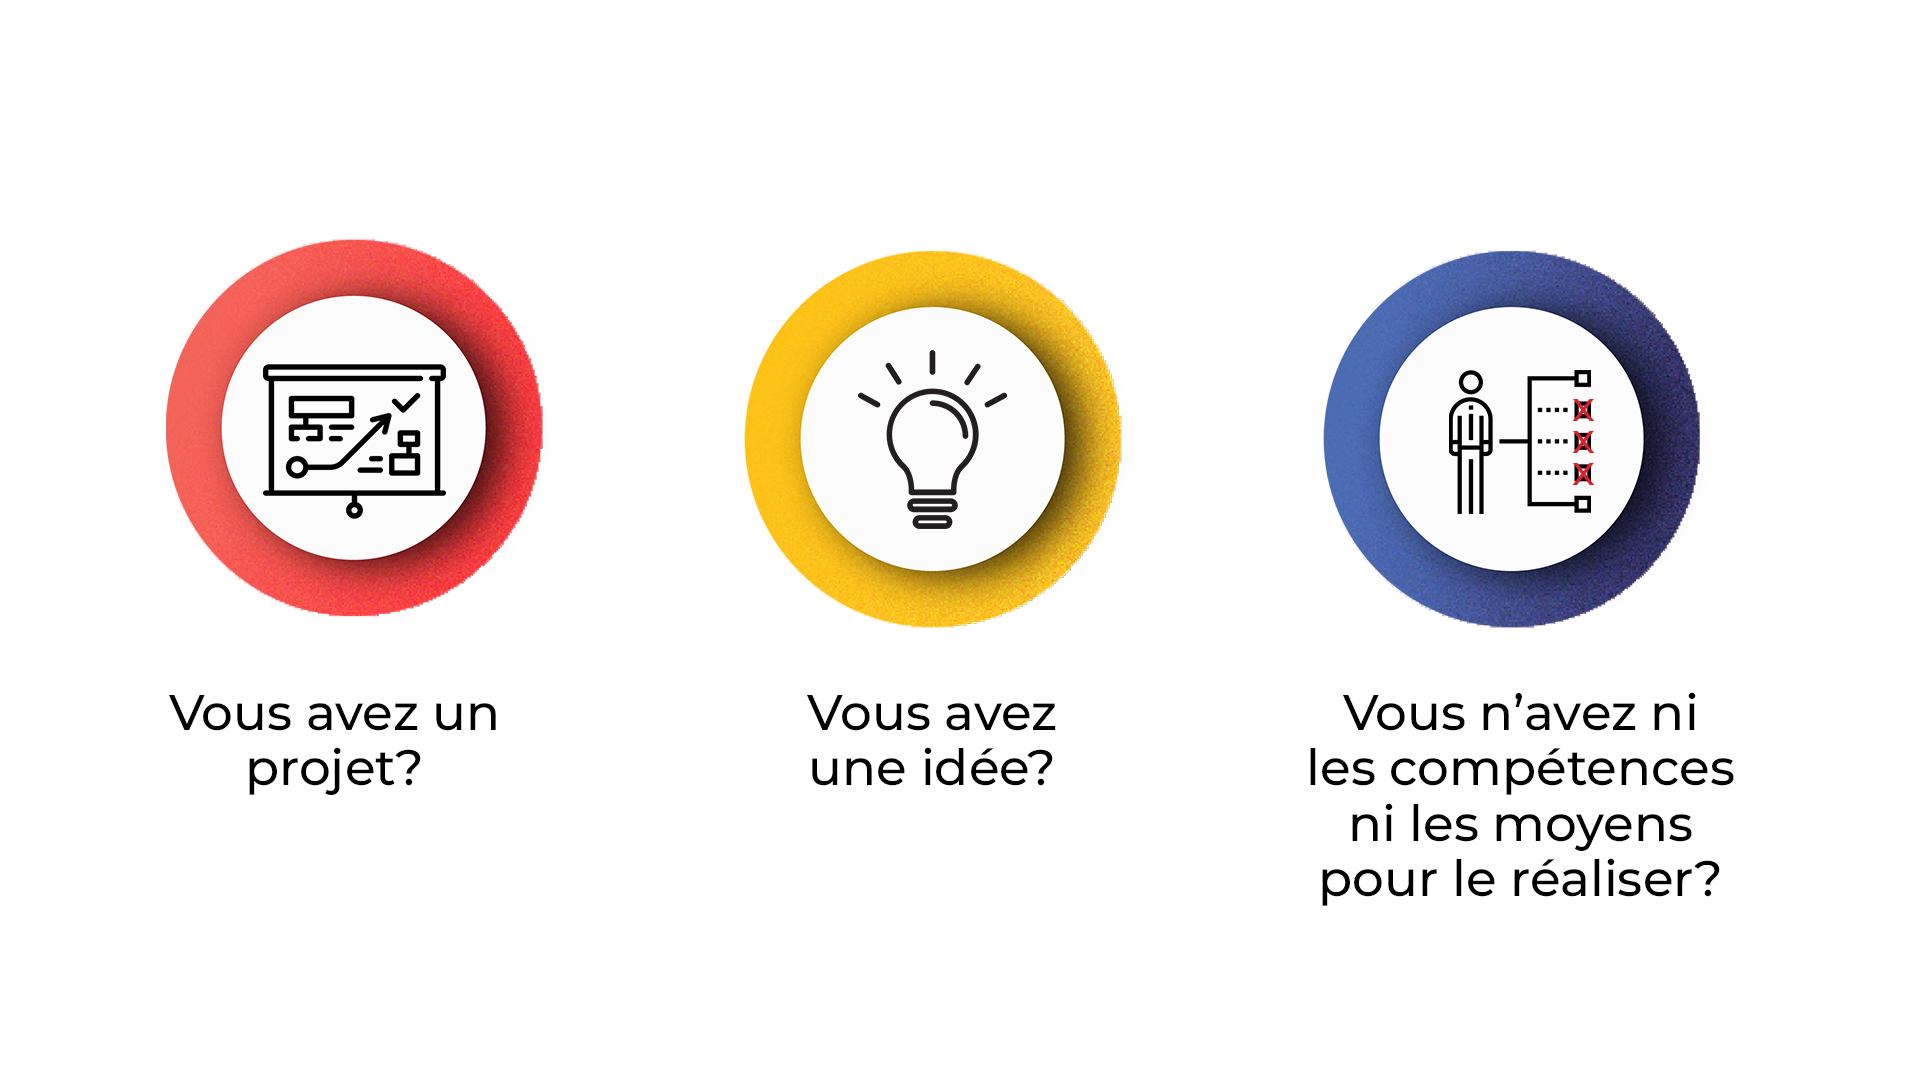 Vous avez un
projet?
Vous avez
une idée?
Vous n’avez ni
les compétences
ni les moyens
pour le réaliser?